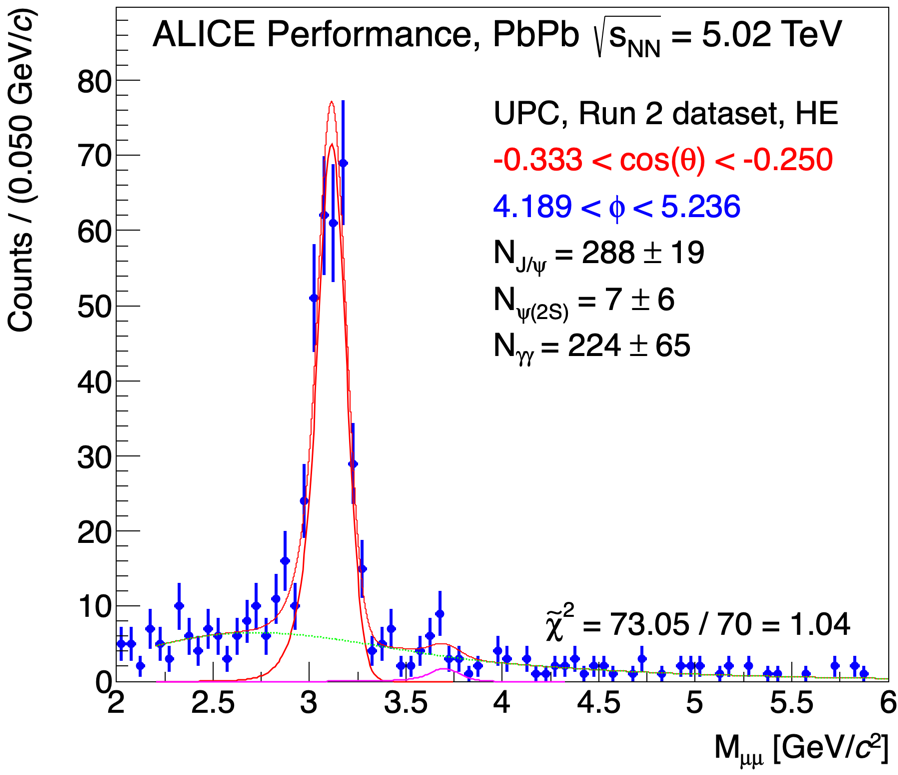 ALICE Performance, PbPb √sNN = 5.02 TeV
UPC, Run 2 dataset, HE
-0.333 < cos(θ) < -0.250
4.189 < ϕ < 5.236
NJ/ψ = 288 ± 19
Nψ(2S) = 7 ± 6
Nγγ = 224 ± 65
χ̃² = 73.05 / 70 = 1.04
Counts / (0.050 GeV/c)
80
70
60
50
40
30
20
10
0
2 2.5 3 3.5 4 4.5 5 5.5 6
Mμμ [GeV/c²]